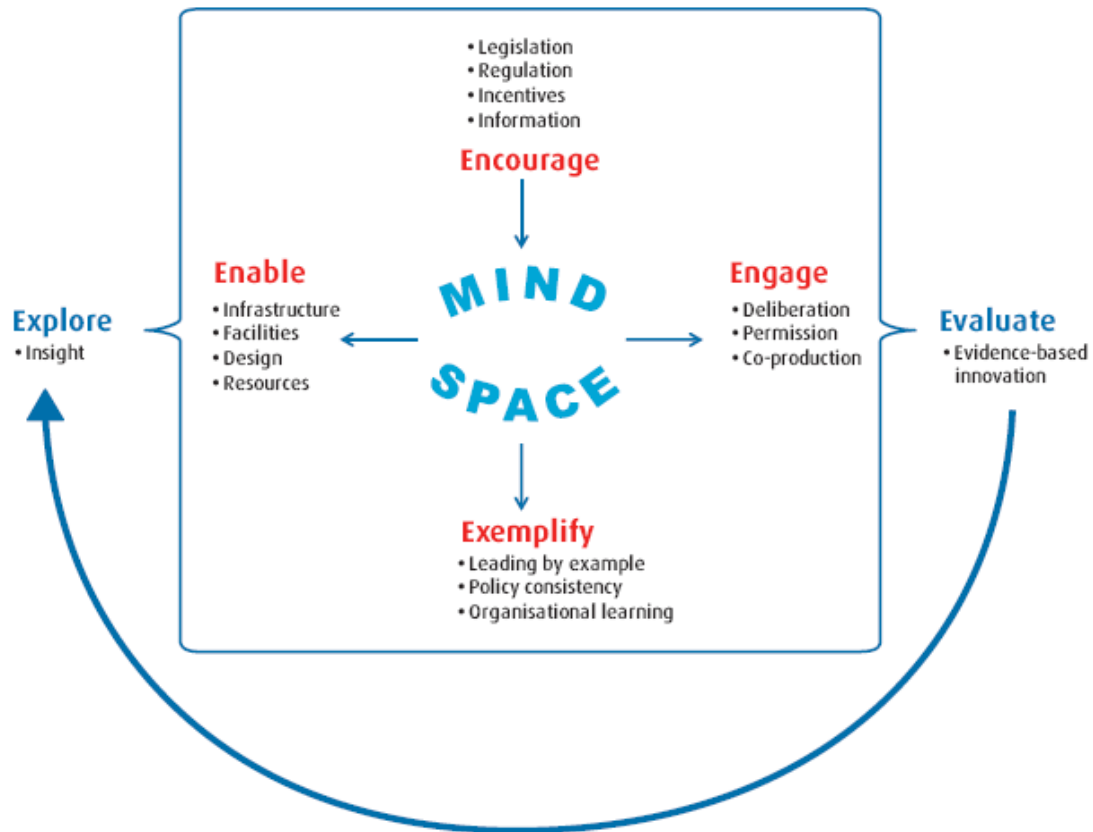 • Legislation
• Regulation
• Incentives
• Information
Encourage
MIND
SPACE
Enable
• Infrastructure
• Facilities
• Design
• Resources
Engage
• Deliberation
• Permission
• Co-production
Explore
• Insight
Evaluate
• Evidence-based
innovation
Exemplify
• Leading by example
• Policy consistency
• Organisational learning